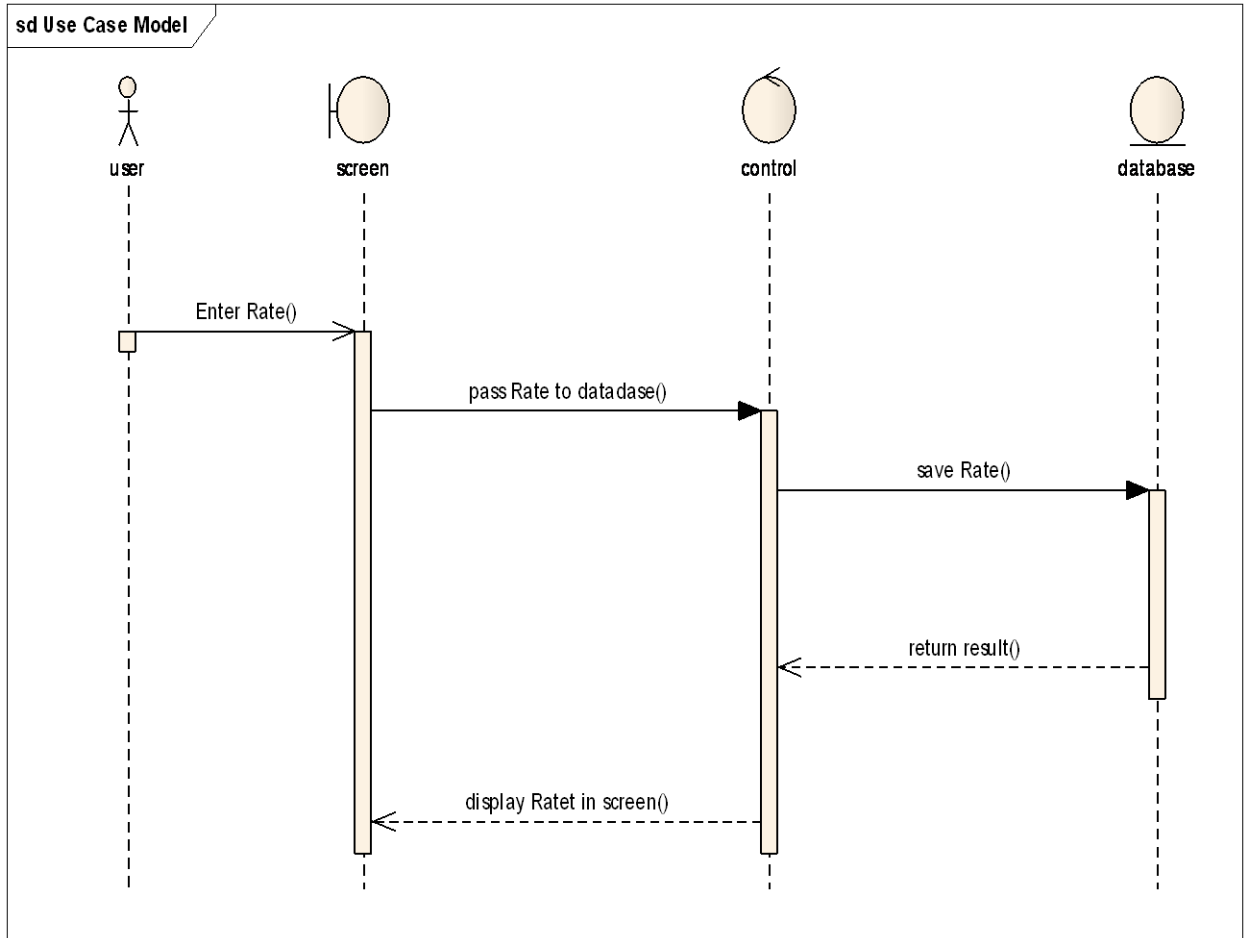 sd Use Case Model
user
screen
control
database
Enter Rate()
pass Rate to datadase()
save Rate()
return result()
display Ratet in screen()